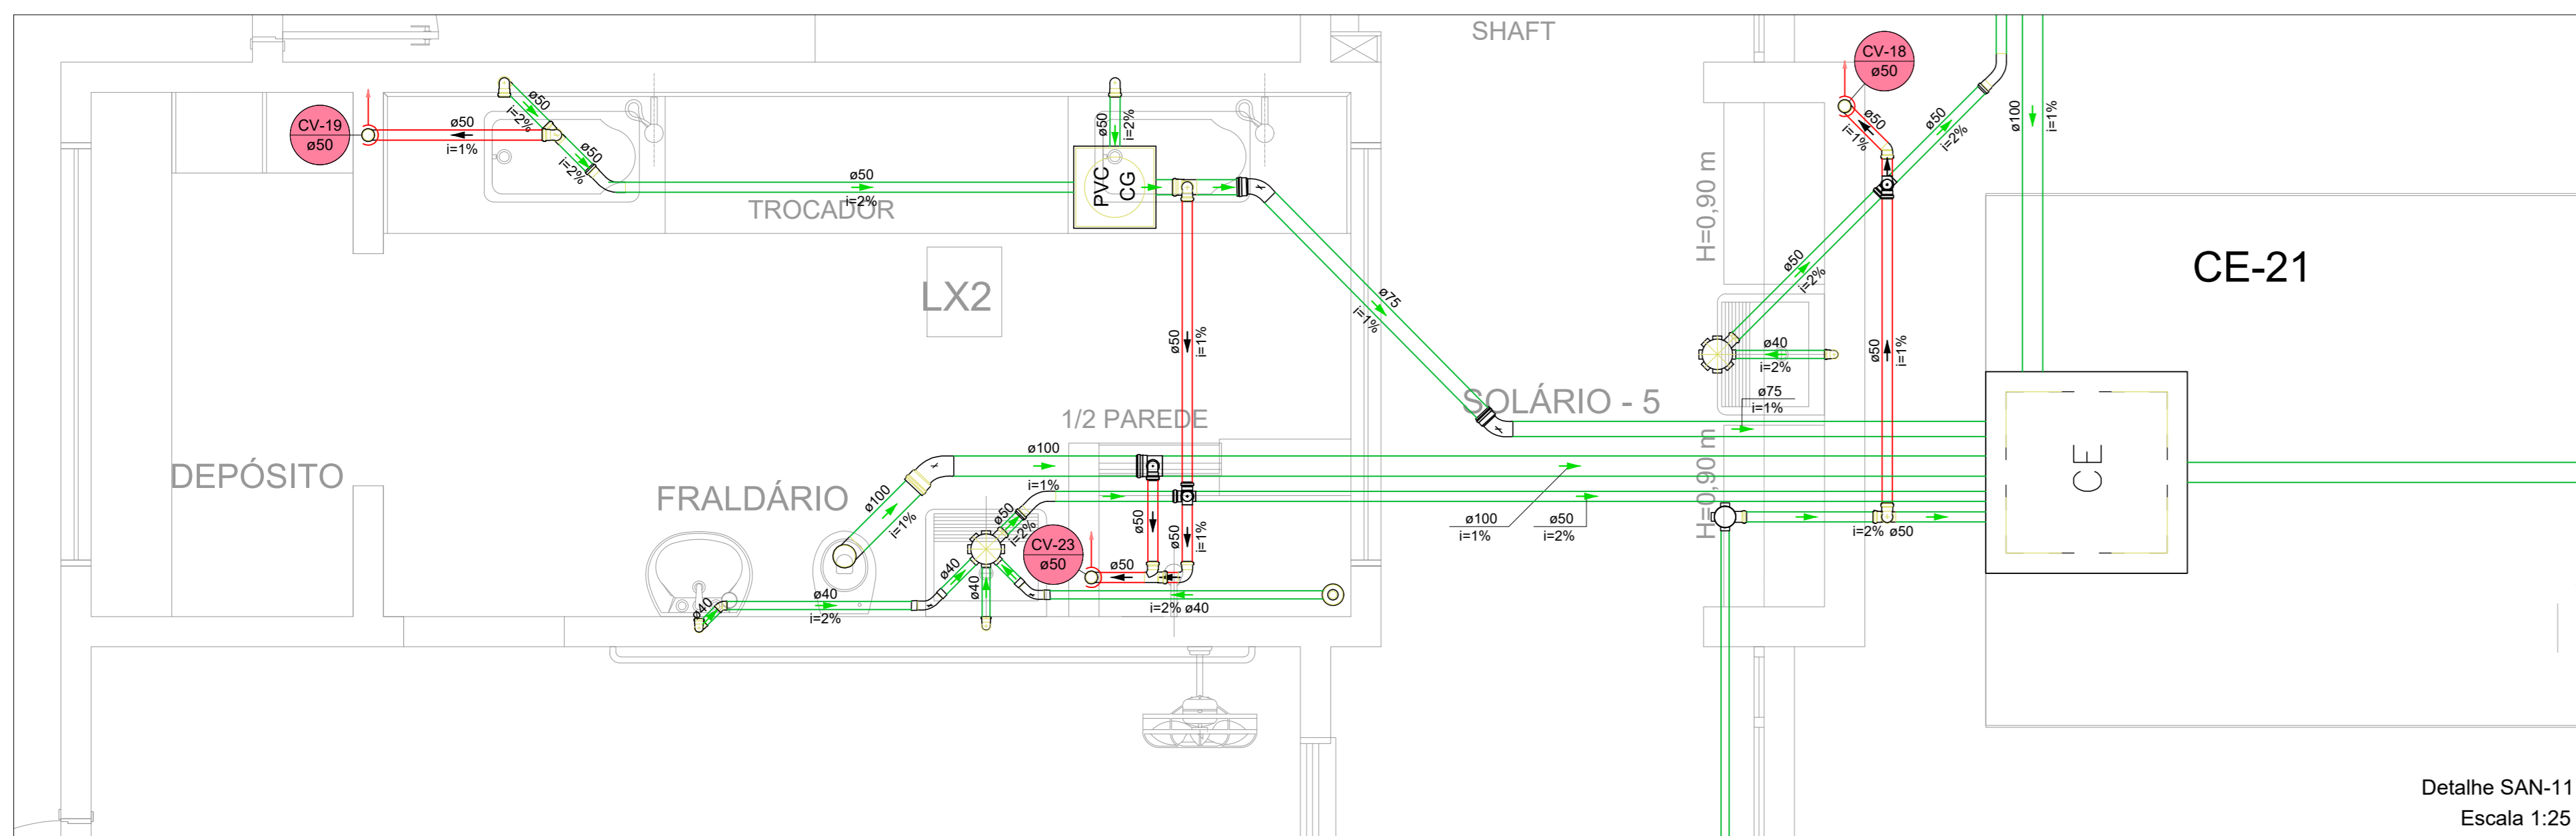 SHAFT
CV-18
ø50
CV-19
ø50
ø50
i=1%
ø50
i=2%
ø50
i=2%
ø50
i=2%
ø50
i=2%
PVC
CG
TROCADOR
LX2
ø50
i=1%
ø50
i=2%
ø100
i=1%
H=0,90 m
ø50
i=2%
CE-21
ø75
i=1%
ø50
i=1%
ø40
i=2%
ø50
i=1%
SOLÁRIO - 5
ø75
i=1%
1/2 PAREDE
DEPÓSITO
FRALDÁRIO
ø100
i=1%
ø100
i=1%
ø50
i=2%
CV-23
ø50
ø50
ø50
ø50
i=1%
ø100
i=1%
ø50
i=2%
H=0,90 m
i=2% ø50
CE
ø40
ø40
i=2%
ø40
ø40
i=2% ø40
Detalhe SAN-11
Escala 1:25